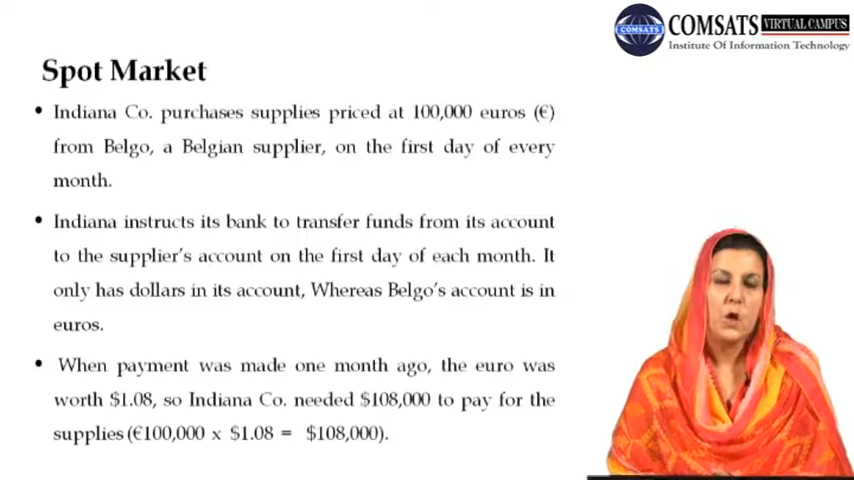 COMSATS VIRTUAL CAMPUS
COMSATS
Institute Of Information Technology
Spot Market
• Indiana Co. purchases supplies priced at 100,000 euros (€)
from Belgo, a Belgian supplier, on the first day of every
month.
• Indiana instructs its bank to transfer funds from its account
to the supplier's account on the first day of each month. It
only has dollars in its account, Whereas Belgo's account is in
euros.
• When payment was made one month ago, the euro was
worth $1.08, so Indiana Co. needed $108,000 to pay for the
supplies (€100,000 x $1.08 = $108,000).